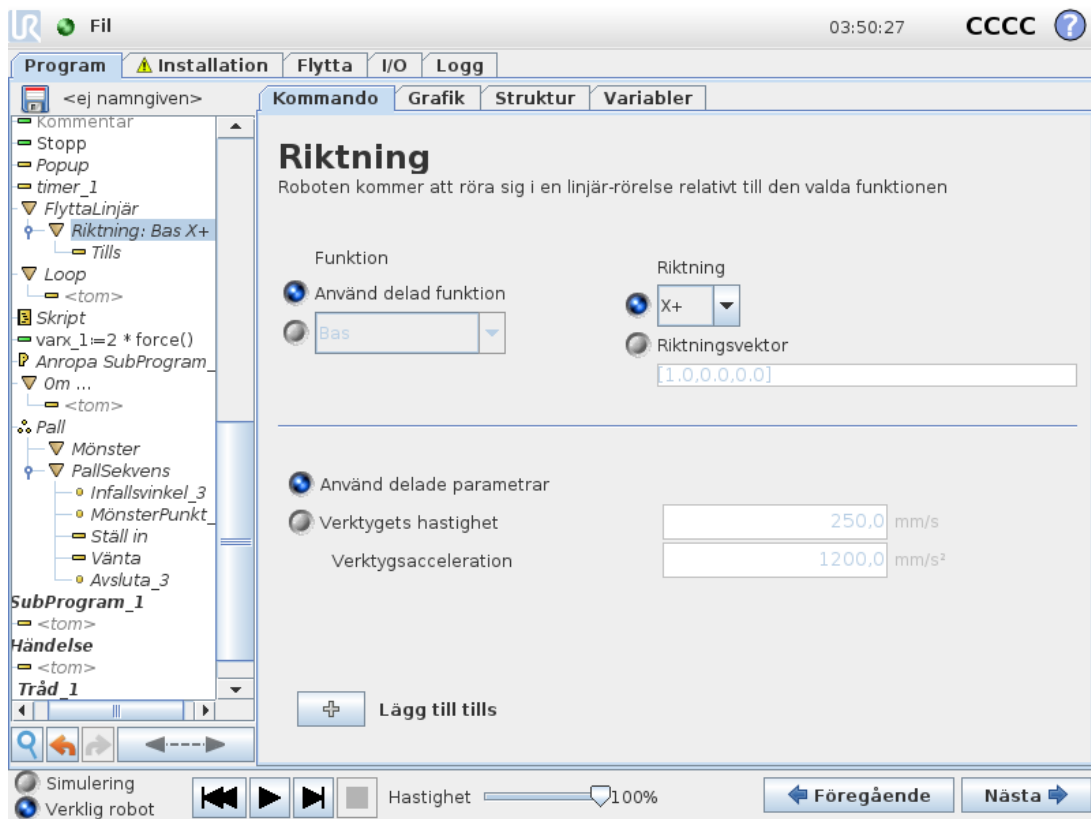 UR Fil 03:50:27 CCCC ?
Program Installation Flytta I/O Logg
<ej namngiven>
Kommando Grafik Struktur Variabler
Kommentar
Stopp
Popup
timer_1
FlyttaLinjär
Riktning: Bas X+
Tills
Loop
<tom>
Skript
varx_1:=2 * force()
Anropa SubProgram_
Om ...
<tom>
Pall
Mönster
PallSekvens
Infallsvinkel_3
MönsterPunkt_
Ställ in
Vänta
Avsluta_3
SubProgram_1
<tom>
Händelse
<tom>
Tråd_1
Riktning
Roboten kommer att röra sig i en linjär-rörelse relativt till den valda funktionen
Funktion
Använd delad funktion
Bas
Riktning
X+
Riktningsvektor
[1.0,0.0,0.0]
Använd delade parametrar
Verktygets hastighet 250,0 mm/s
Verktygsacceleration 1200,0 mm/s²
Lägg till tills
Simulering
Verklig robot
Hastighet 100%
Föregående Nästa